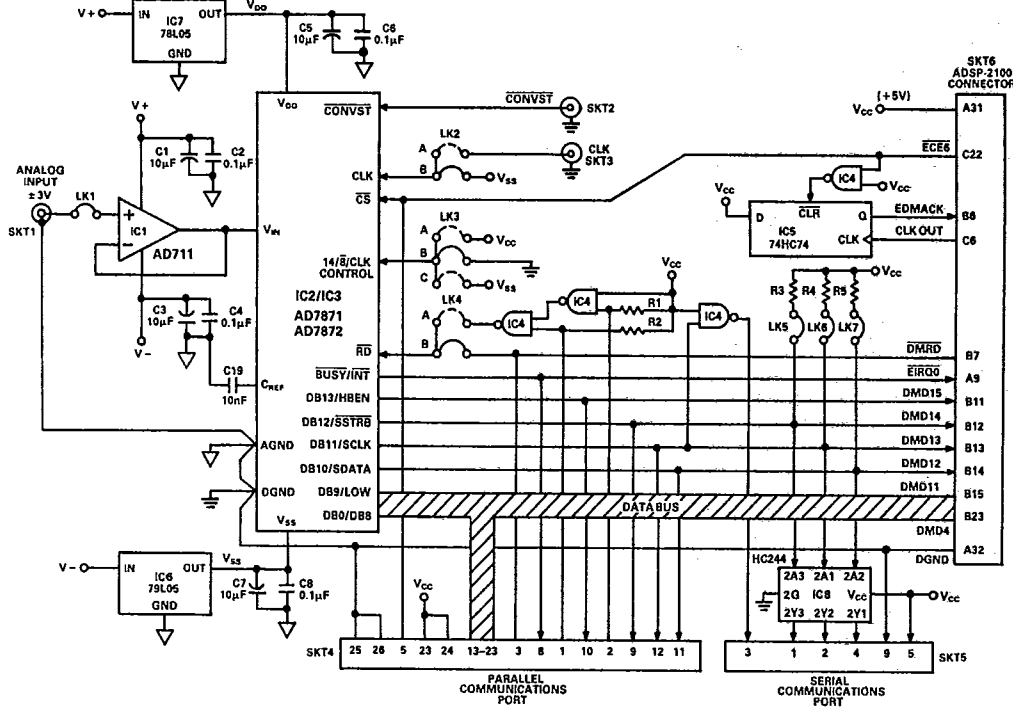 V+
IN
OUT
IC7
78L05
GND
VDD
C5
10µF
C6
0.1µF
SKT6
ADSP-2100
CONNECTOR
VDD
CONVST
CONVST
SKT2
VCC
(+5V)
A31
V+
C1
10µF
C2
0.1µF
LK2
A
B
CLK
SKT3
VSS
CLK
CS
ECE6
C22
IC4
VCC
ANALOG
INPUT
±3V
LK1
SKT1
+
−
IC1
AD711
VIN
VCC
D
CLR
Q
IC5
74HC74
CLK
EDMACK
B6
CLKOUT
C6
LK3
A
VCC
B
C
VSS
14/8/CLK
CONTROL
IC2/IC3
AD7871
AD7872
VCC
VCC
R3
R4
R5
LK4
A
B
IC4
IC4
R1
R2
IC4
LK5
LK6
LK7
C3
10µF
C4
0.1µF
V−
RD
DMRD
B7
C19
10nF
CREF
BUSY/INT
EIRQ0
A9
DB13/HBEN
DMD15
B11
DB12/SSTRB
DMD14
B12
AGND
DB11/SCLK
DMD13
B13
DB10/SDATA
DMD12
B14
DGND
DB9/LOW
DMD11
B15
DATABUS
DB0/DB8
B23
VSS
DMD4
A32
DGND
V−
IN
OUT
IC6
79L05
GND
VSS
C7
10µF
C8
0.1µF
VCC
HC244
2A3
2A1
2A2
2G
IC8
VCC
VCC
2Y3
2Y2
2Y1
SKT4
25
26
5
23
24
13–23
3
8
1
10
2
9
12
11
3
1
2
4
9
5
SKT5
PARALLEL
COMMUNICATIONS
PORT
SERIAL
COMMUNICATIONS
PORT